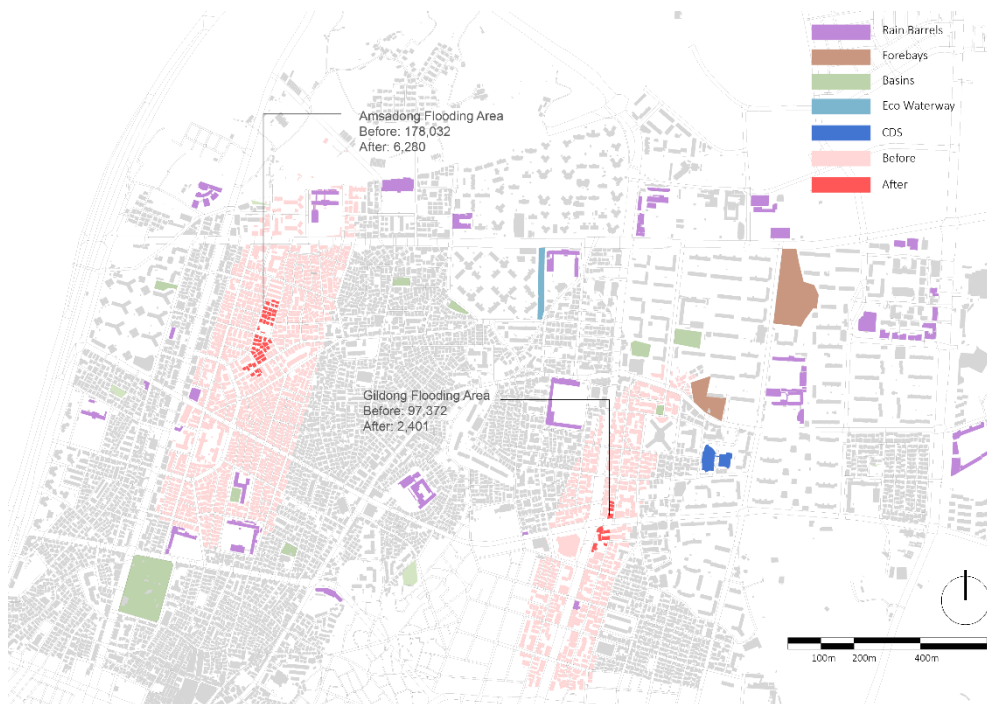 Rain Barrels
Forebays
Basins
Eco Waterway
CDS
Before
After
Amsadong Flooding Area
Before: 178,032
After: 6,280
Gildong Flooding Area
Before: 97,372
After: 2,401
100m 200m 400m